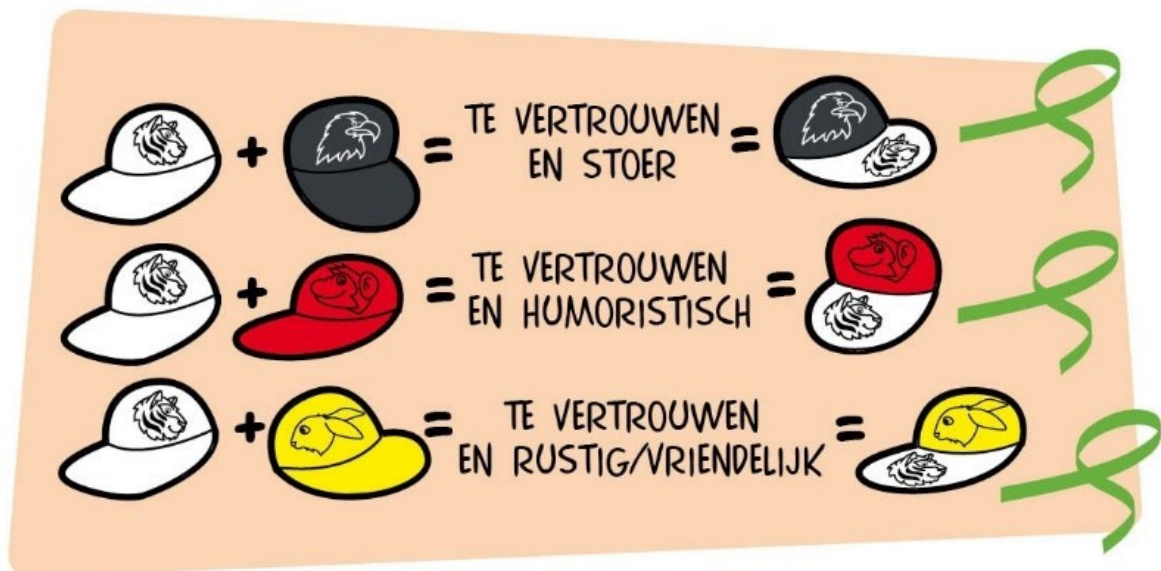 + = TE VERTROUWEN =
EN STOER
+ = TE VERTROUWEN =
EN HUMORISTISCH
+ = TE VERTROUWEN =
EN RUSTIG/VRIENDELIJK